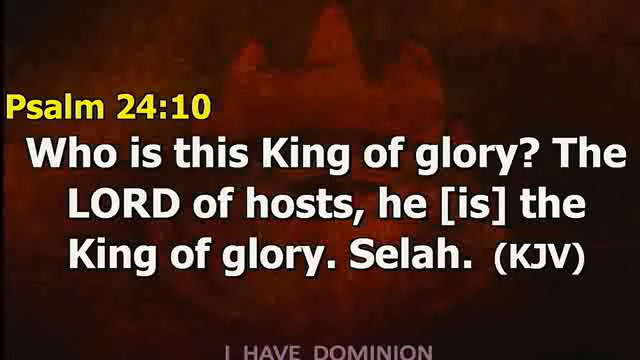 Psalm 24:10
Who is this King of glory? The
LORD of hosts, he [is] the
King of glory. Selah. (KJV)
I HAVE DOMINION